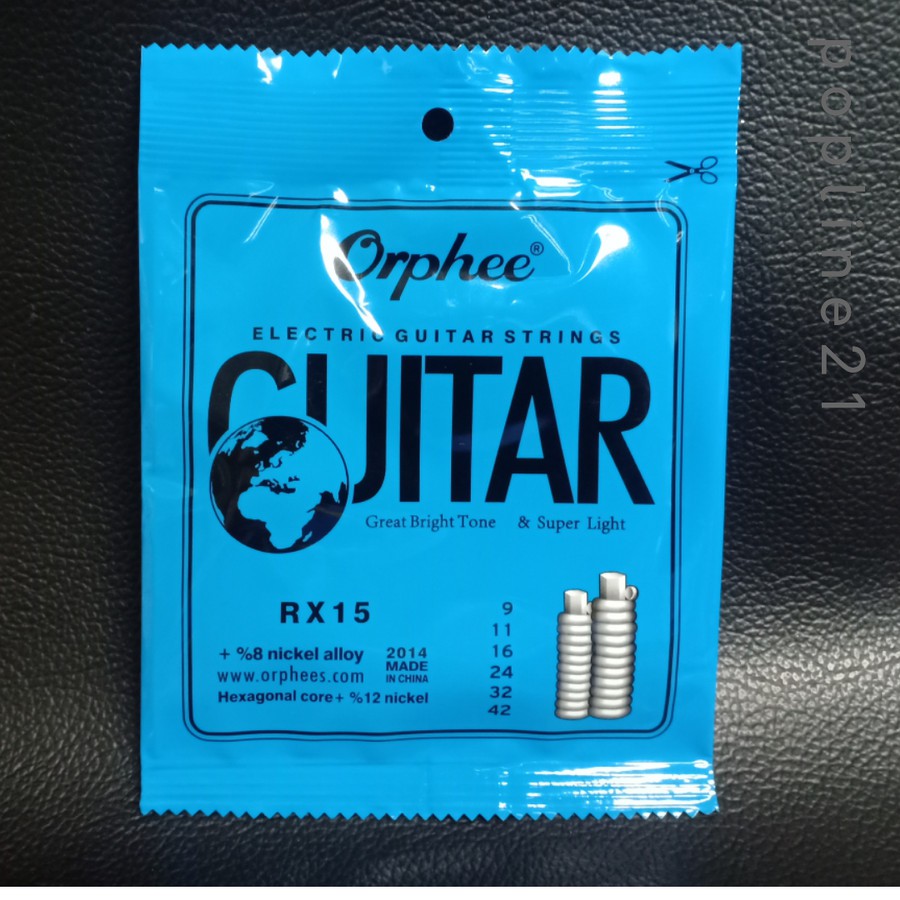 Orphee®
ELECTRIC GUITAR STRINGS
GUITAR
Great Bright Tone & Super Light
RX15
+ %8 nickel alloy
www.orphees.com
Hexagonal core+ %12 nickel
2014
MADE
IN CHINA
9
11
16
24
32
42
popline21